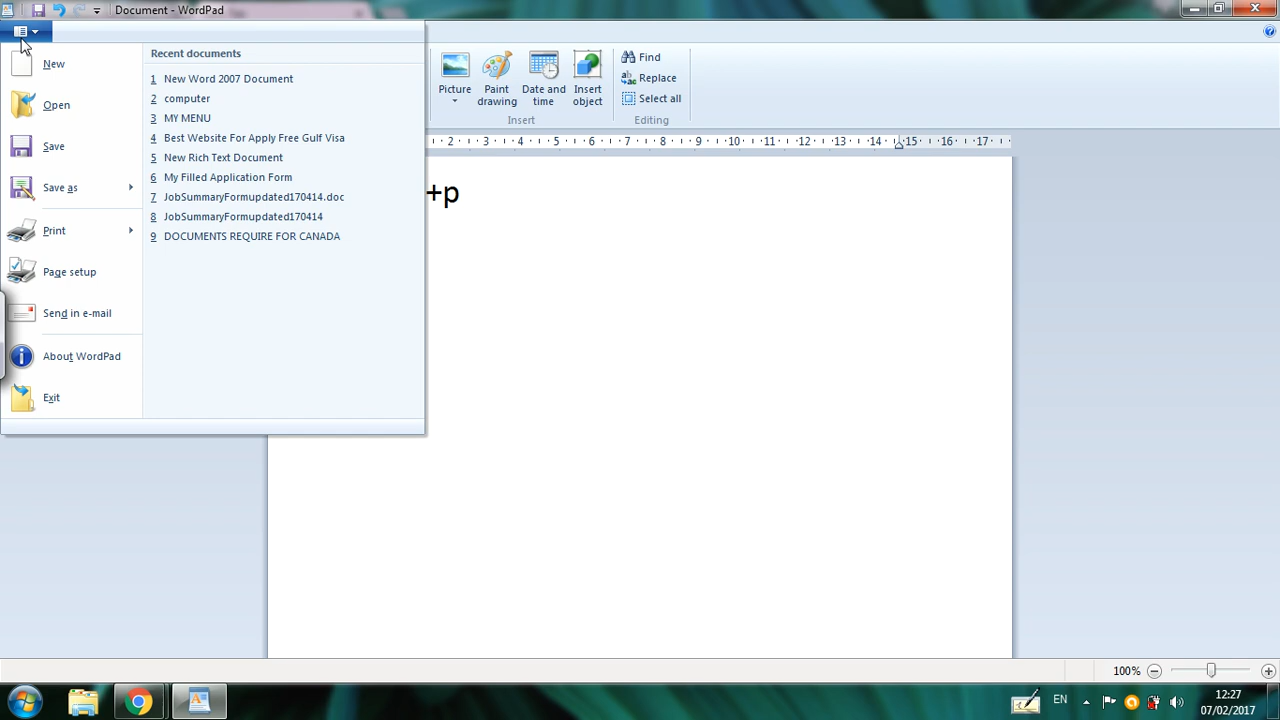 Document - WordPad
New
Open
Save
Save as
Print
Page setup
Send in e-mail
About WordPad
Exit
Recent documents
1 New Word 2007 Document
2 computer
3 MY MENU
4 Best Website For Apply Free Gulf Visa
5 New Rich Text Document
6 My Filled Application Form
7 JobSummaryFormupdated170414.doc
8 JobSummaryFormupdated170414
9 DOCUMENTS REQUIRE FOR CANADA
Picture
Paint drawing
Date and time
Insert object
Insert
Find
Replace
Select all
Editing
2 3 4 5 6 7 8 9 10 11 12 13 14 15 16 17
+p
100%
EN
12:27
07/02/2017